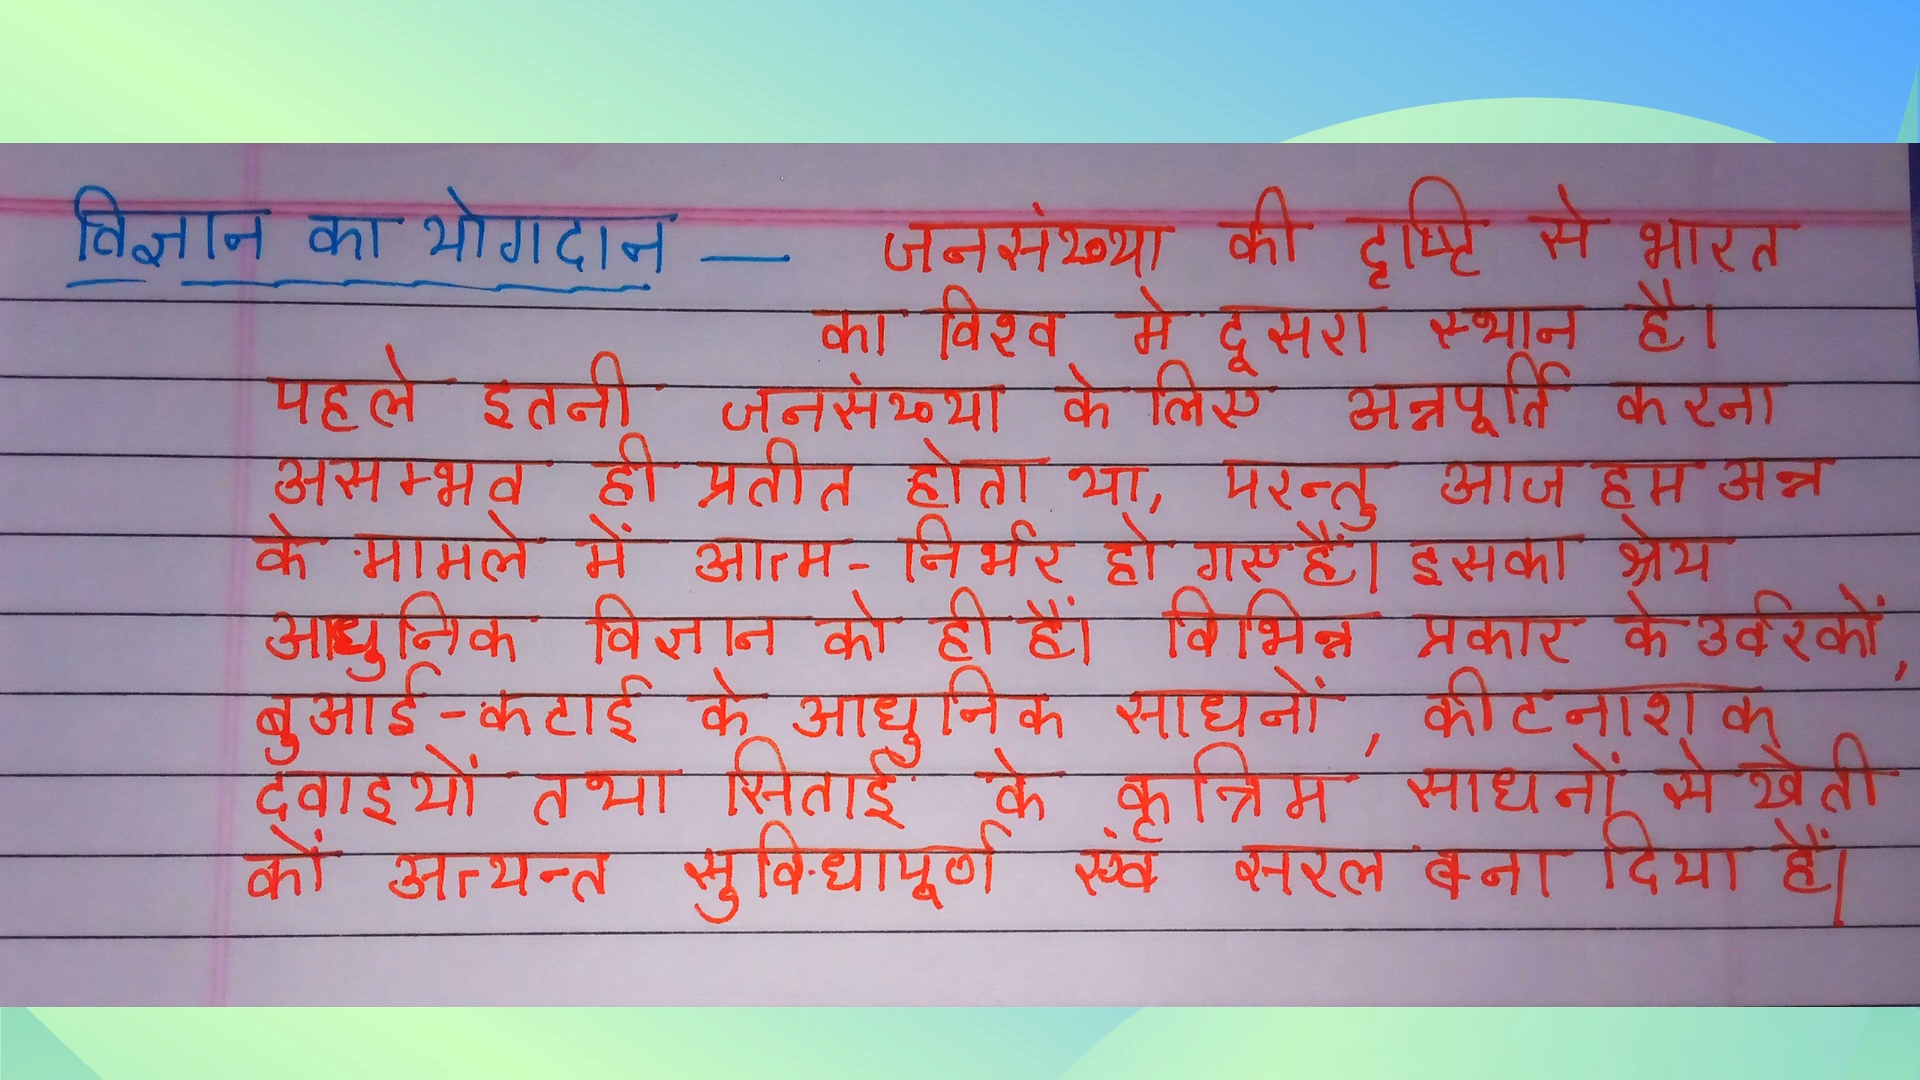 विज्ञान का योगदान — जनसंख्या की दृष्टि से भारत
का विश्व मे दूसरा स्थान है।
पहले इतनी जनसंख्या के लिए अन्नपूर्ति करना
असम्भव ही प्रतीत होता था, परन्तु आज हम अन्न
के मामले में आत्म-निर्भर हो गए हैं। इसका श्रेय
आधुनिक विज्ञान को ही हैं। विभिन्न प्रकार के उर्वरकों,
बुआई-कटाई के आधुनिक साधनों, कीटनाशक
दवाइयों तथा सिताई के कृत्रिम साधनों से खेती
कों अत्यन्त सुविधापूर्ण एंव सरल बना दिया हैं।